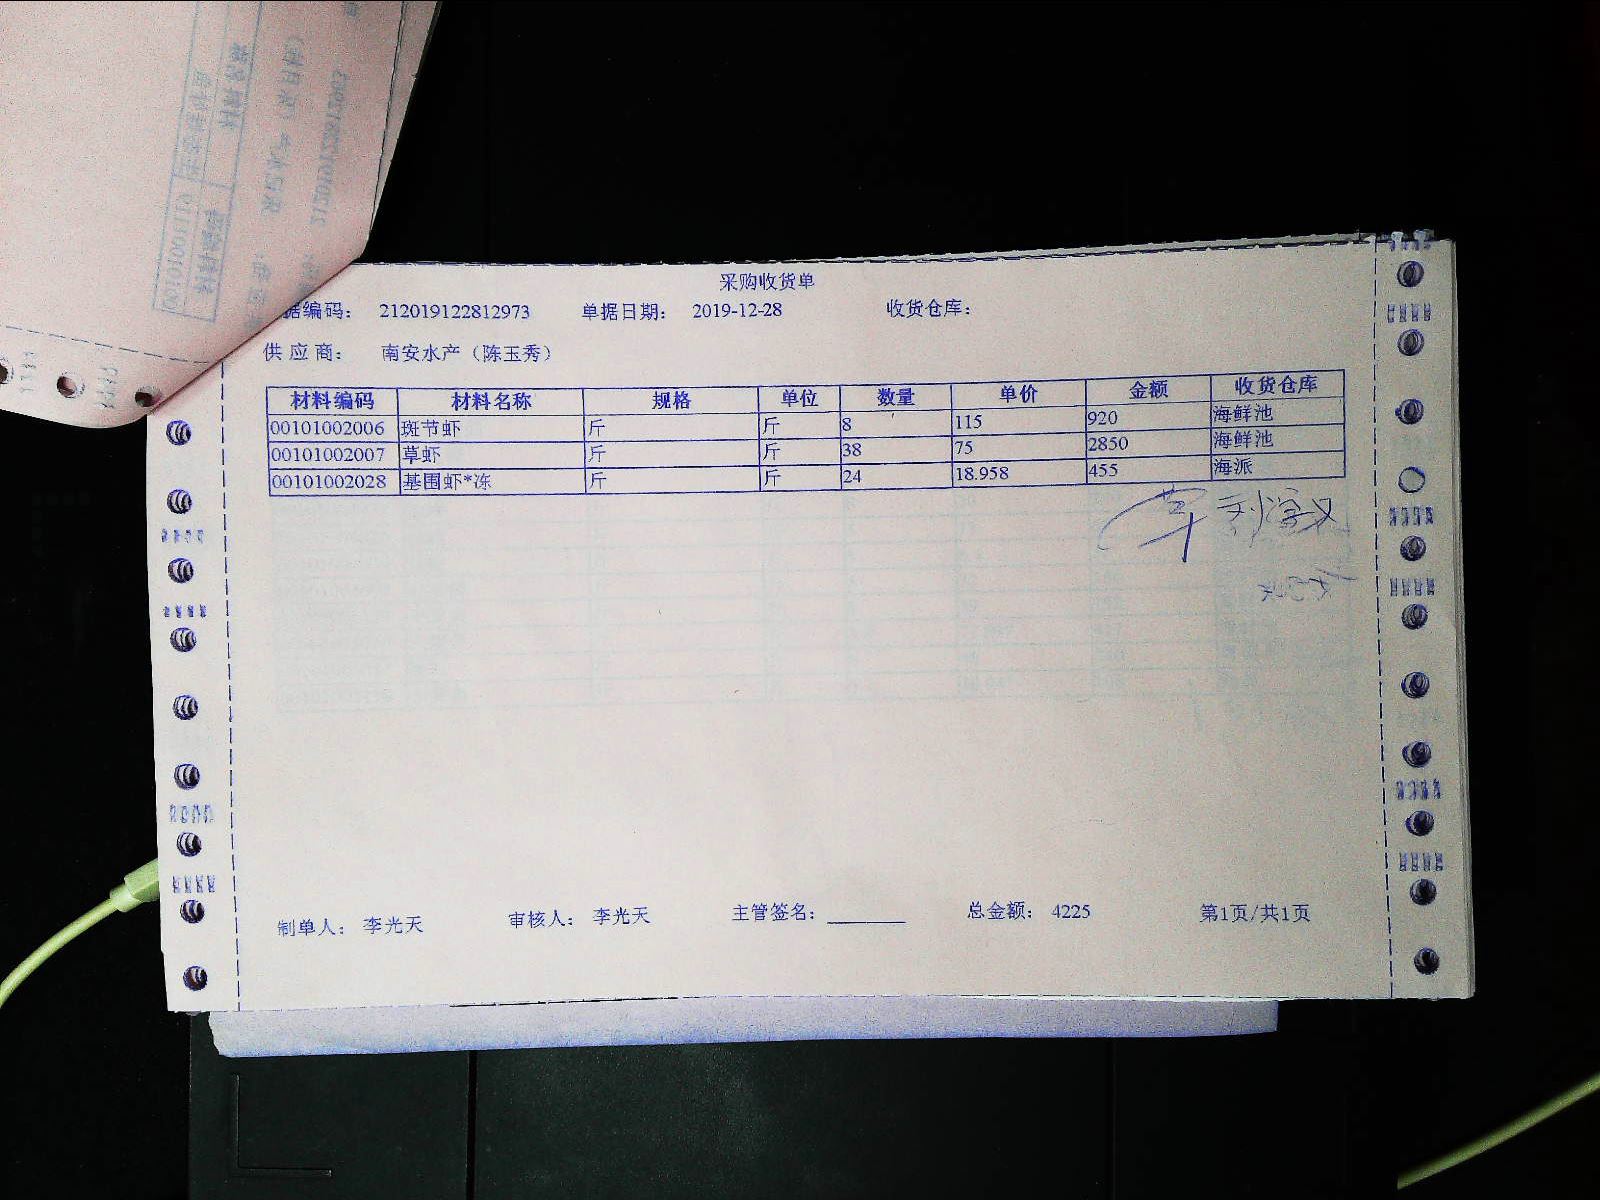 采购收货单
据编码： 212019122812973 单据日期： 2019-12-28 收货仓库：
供 应 商： 南安水产（陈玉秀）
材料编码 材料名称 规格 单位 数量 单价 金额 收货仓库
00101002006 斑节虾 斤 斤 8 115 920 海鲜池
00101002007 草虾 斤 斤 38 75 2850 海鲜池
00101002028 基围虾*冻 斤 斤 24 18.958 455 海派
制单人： 李光天 审核人： 李光天 主管签名： 总金额： 4225 第1页/共1页